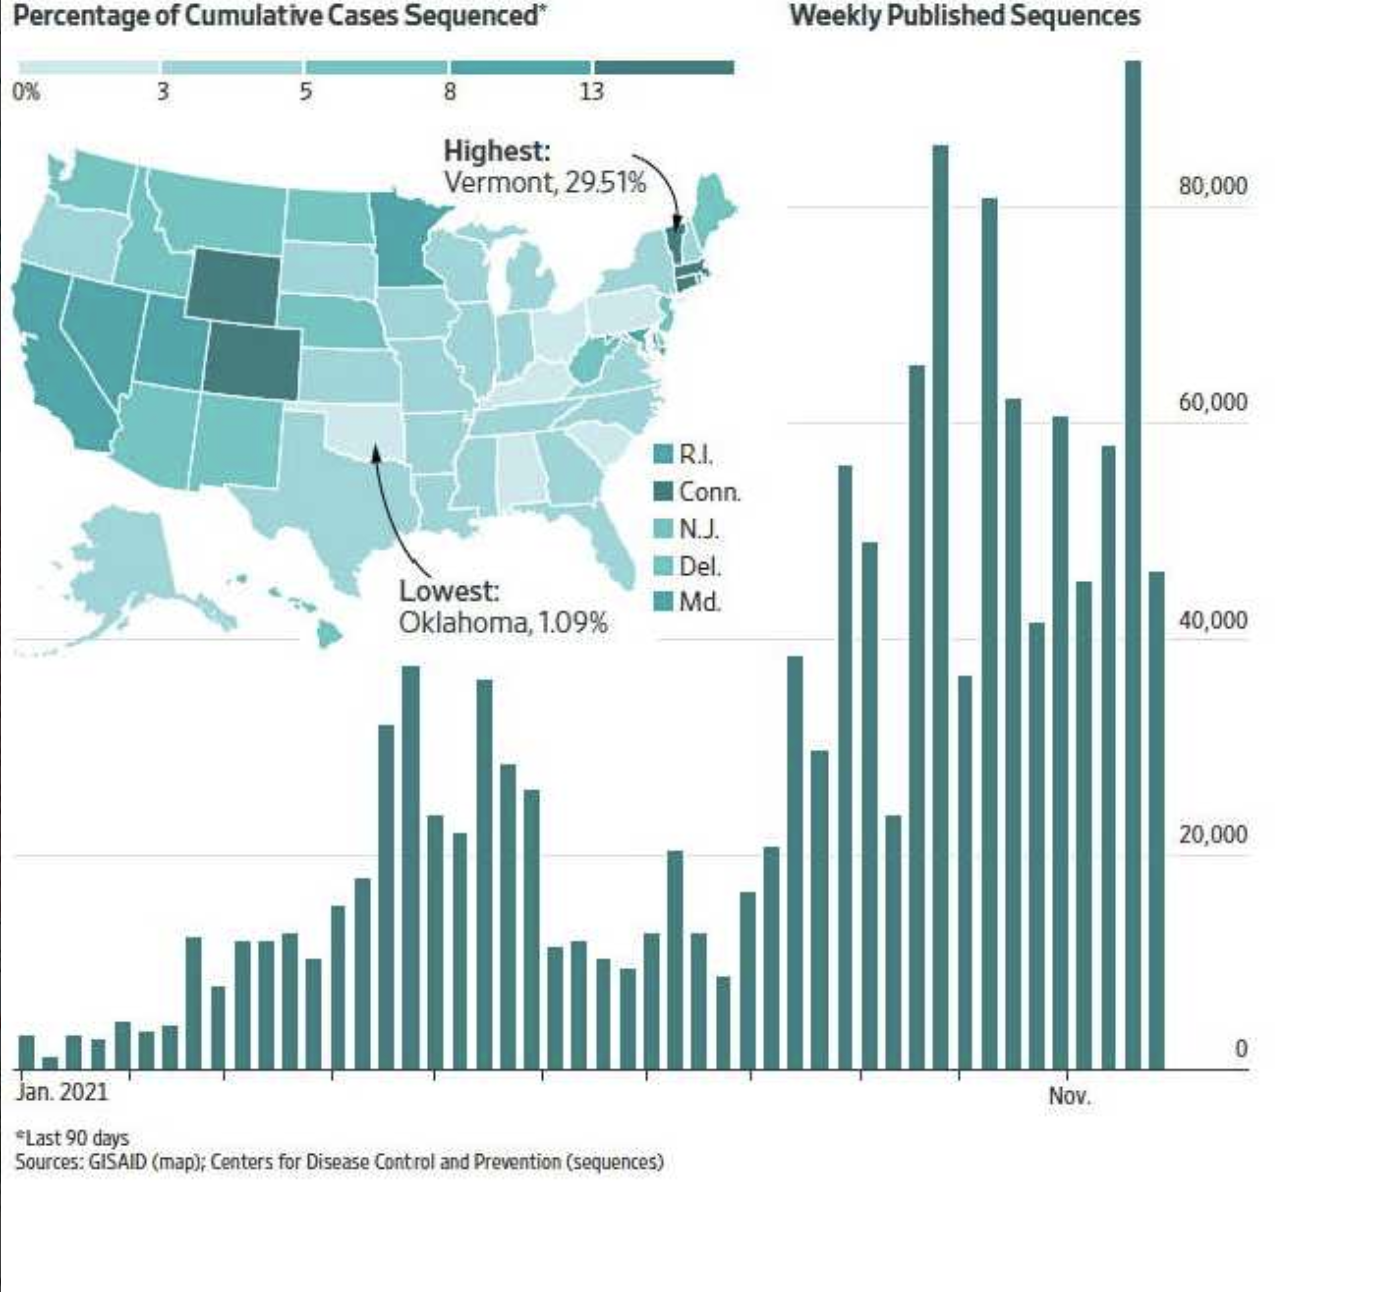 Percentage of Cumulative Cases Sequenced*
0% 3 5 8 13
Highest:
Vermont, 29.51%
R.I.
Conn.
N.J.
Del.
Md.
Lowest:
Oklahoma, 1.09%
Weekly Published Sequences
80,000
60,000
40,000
20,000
0
Jan. 2021 Nov.
*Last 90 days
Sources: GISAID (map); Centers for Disease Control and Prevention (sequences)